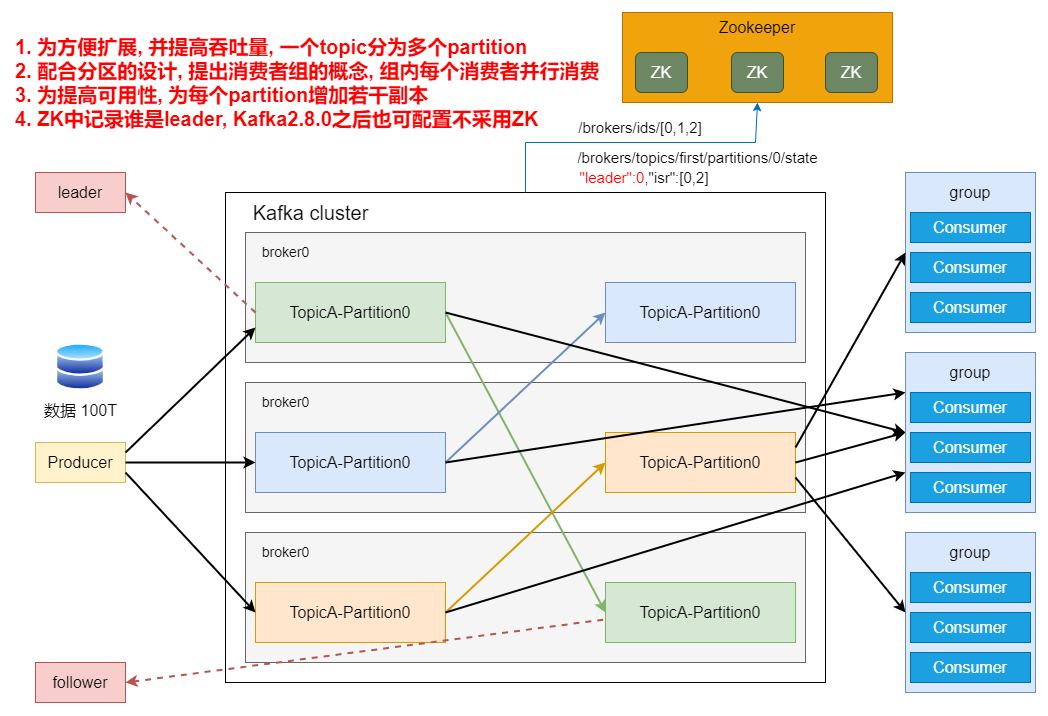 1. 为方便扩展, 并提高吞吐量, 一个topic分为多个partition
2. 配合分区的设计, 提出消费者组的概念, 组内每个消费者并行消费
3. 为提高可用性, 为每个partition增加若干副本
4. ZK中记录谁是leader, Kafka2.8.0之后也可配置不采用ZK
Zookeeper
ZK
ZK
ZK
/brokers/ids/[0,1,2]
/brokers/topics/first/partitions/0/state
"leader":0,"isr":[0,2]
leader
Kafka cluster
broker0
TopicA-Partition0
TopicA-Partition0
数据 100T
Producer
broker0
TopicA-Partition0
TopicA-Partition0
broker0
TopicA-Partition0
TopicA-Partition0
follower
group
Consumer
Consumer
Consumer
group
Consumer
Consumer
Consumer
group
Consumer
Consumer
Consumer